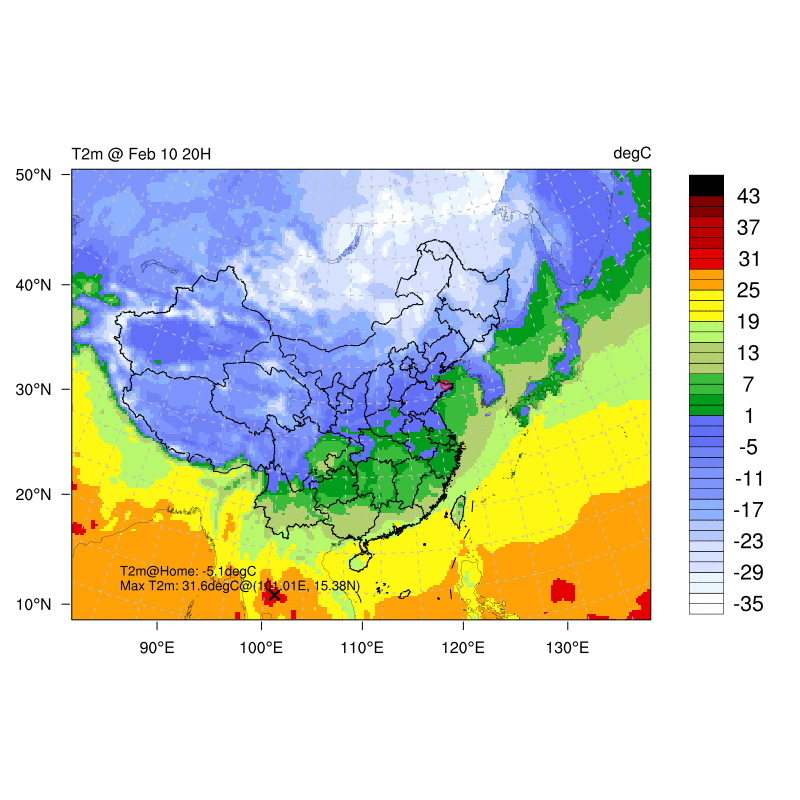 T2m @ Feb 10 20H
degC
50°N
40°N
30°N
20°N
10°N
T2m@Home: -5.1degC
Max T2m: 31.6degC@(101.01E, 15.38N)
90°E
100°E
110°E
120°E
130°E
43
37
31
25
19
13
7
1
-5
-11
-17
-23
-29
-35